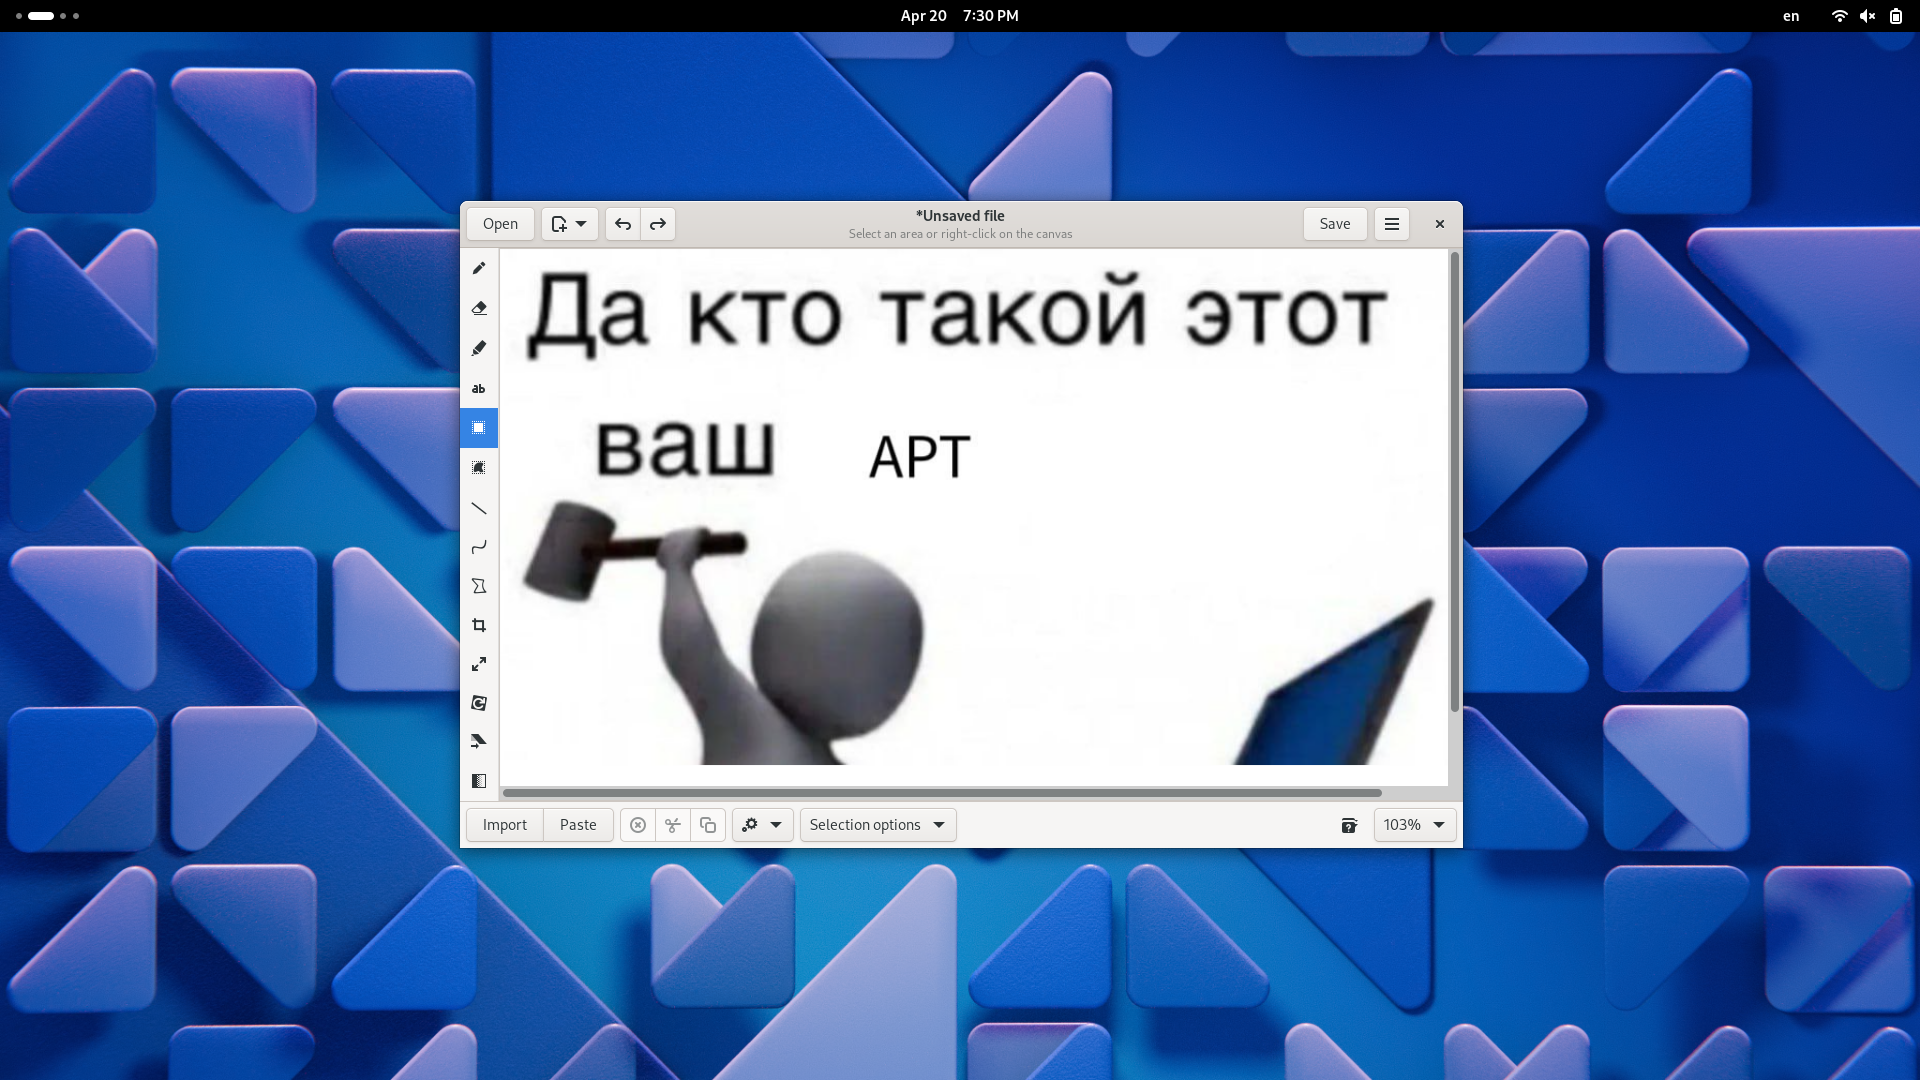 Apr 20 7:30 PM
en
Open
*Unsaved file
Select an area or right-click on the canvas
Save
ab
Да кто такой этот
ваш АРТ
Import
Paste
Selection options
103%